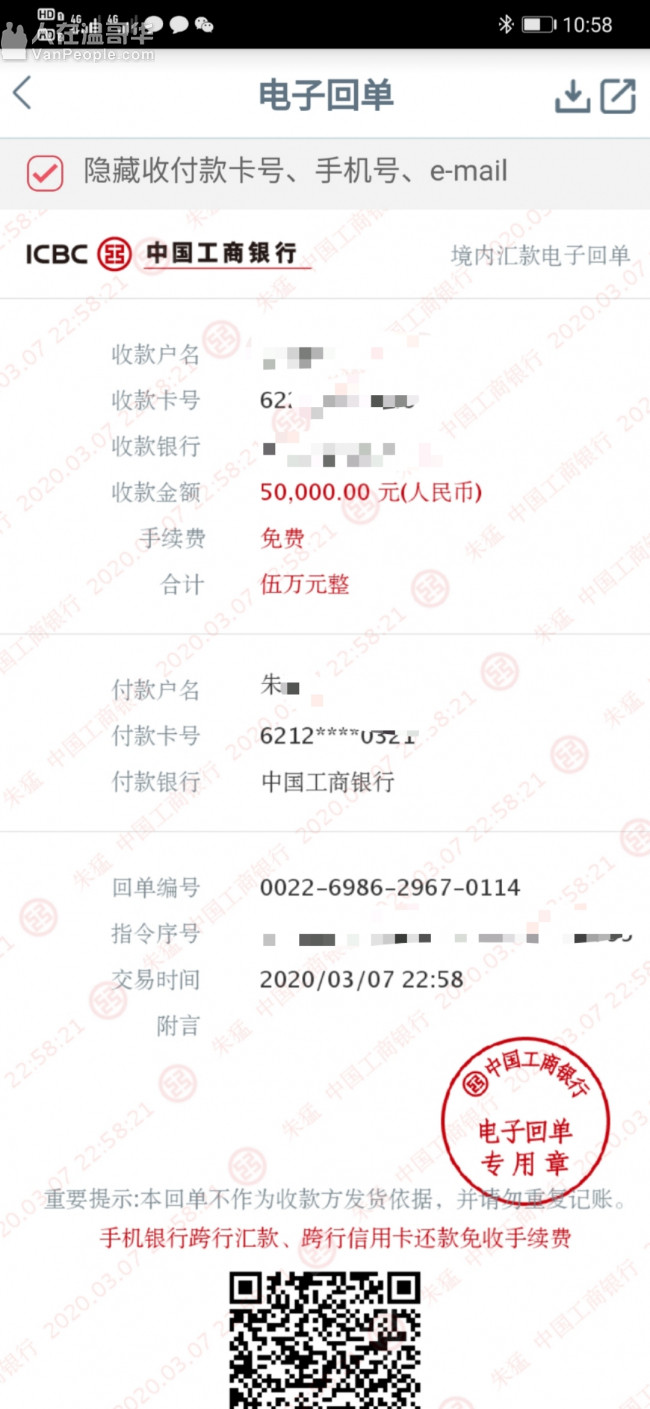 HD 4G 4G 10:58
人在温哥华
VanPeople.com
电子回单
隐藏收付款卡号、手机号、e-mail
ICBC 中国工商银行 境内汇款电子回单
收款户名
收款卡号 62
收款银行
收款金额 50,000.00 元(人民币)
手续费 免费
合计 伍万元整
付款户名 朱
付款卡号 6212****0321
付款银行 中国工商银行
回单编号 0022-6986-2967-0114
指令序号
交易时间 2020/03/07 22:58
附言
中国工商银行
电子回单
专用章
重要提示:本回单不作为收款方发货依据，并请勿重复记账。
手机银行跨行汇款、跨行信用卡还款免收手续费
中国工商银行 2020.03.07 22:58:21